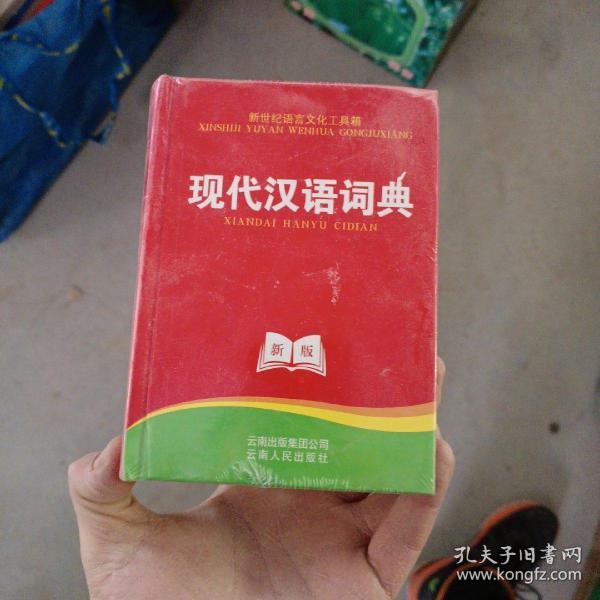 新世纪语言文化工具箱
XINSHIJI YUYAN WENHUA GONGJUXIANG
现代汉语词典
XIANDAI HANYU CIDIAN
新版
云南出版集团公司
云南人民出版社
孔夫子旧书网
www.kongfz.com